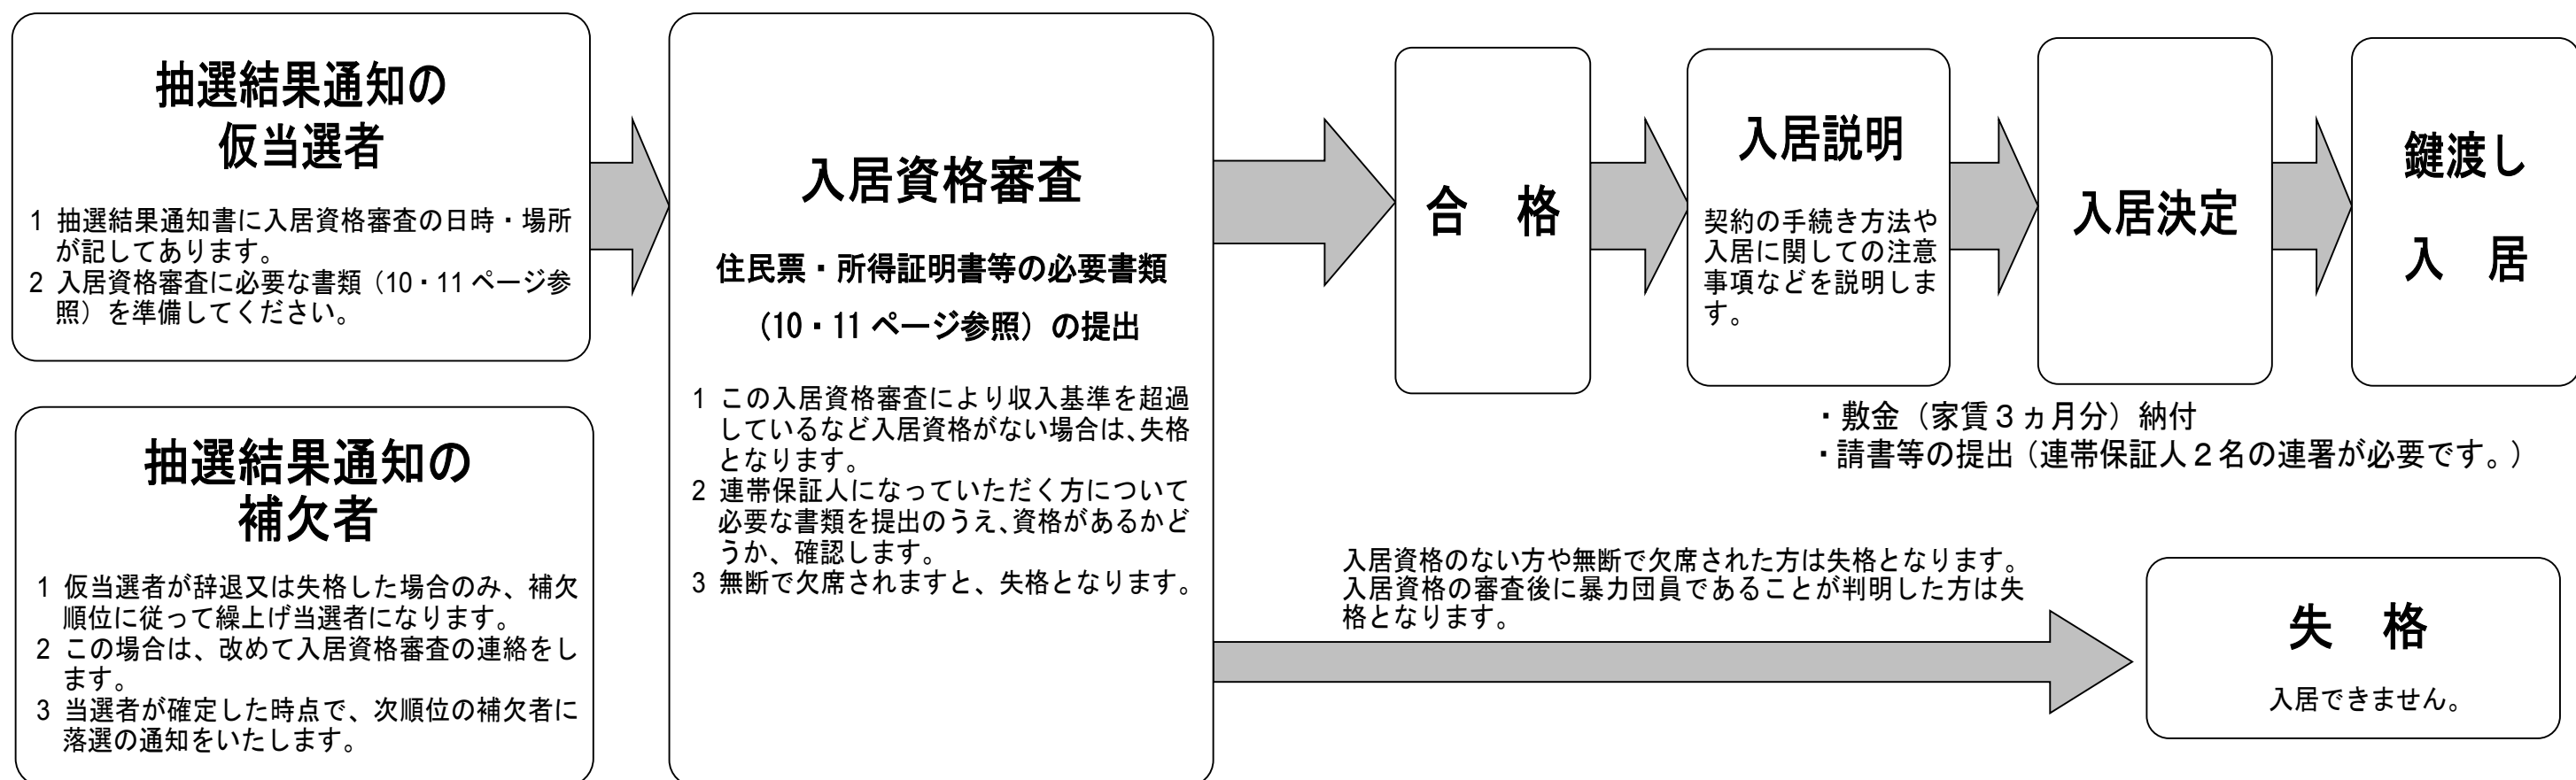 抽選結果通知の
仮当選者
1 抽選結果通知書に入居資格審査の日時・場所
が記してあります。
2 入居資格審査に必要な書類（10・11 ページ参
照）を準備してください。
抽選結果通知の
補欠者
1 仮当選者が辞退又は失格した場合のみ、補欠
順位に従って繰上げ当選者になります。
2 この場合は、改めて入居資格審査の連絡をし
ます。
3 当選者が確定した時点で、次順位の補欠者に
落選の通知をいたします。
入居資格審査
住民票・所得証明書等の必要書類
（10・11 ページ参照）の提出
1 この入居資格審査により収入基準を超過
しているなど入居資格がない場合は、失格
となります。
2 連帯保証人になっていただく方について
必要な書類を提出のうえ、資格があるかど
うか、確認します。
3 無断で欠席されますと、失格となります。
合　格
入居説明
契約の手続き方法や
入居に関しての注意
事項などを説明しま
す。
入居決定
鍵渡し
入　居
・敷金（家賃３ヵ月分）納付
・請書等の提出（連帯保証人２名の連署が必要です。）
入居資格のない方や無断で欠席された方は失格となります。
入居資格の審査後に暴力団員であることが判明した方は失
格となります。
失　格
入居できません。